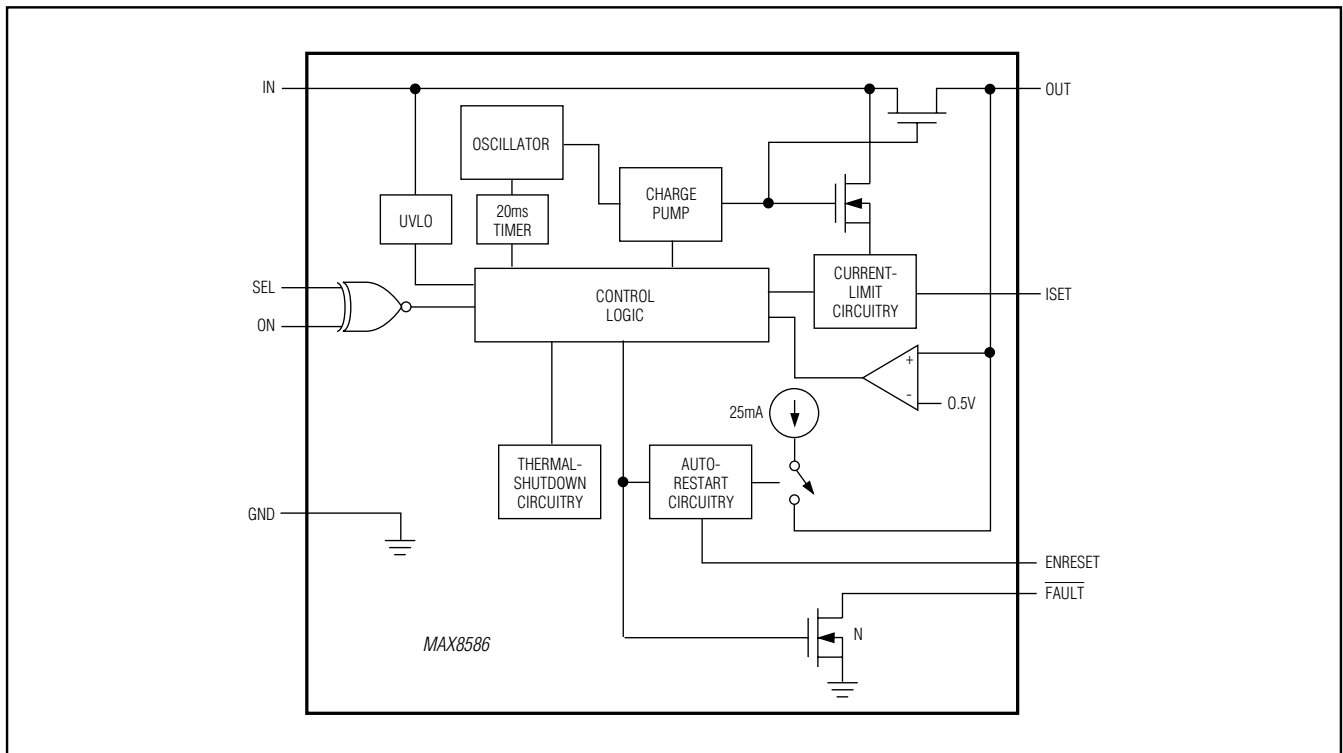 IN
OUT
OSCILLATOR
CHARGE
PUMP
UVLO
20ms
TIMER
SEL
ON
CONTROL
LOGIC
CURRENT-
LIMIT
CIRCUITRY
ISET
+
-
0.5V
25mA
THERMAL-
SHUTDOWN
CIRCUITRY
AUTO-
RESTART
CIRCUITRY
GND
ENRESET
FAULT
N
MAX8586